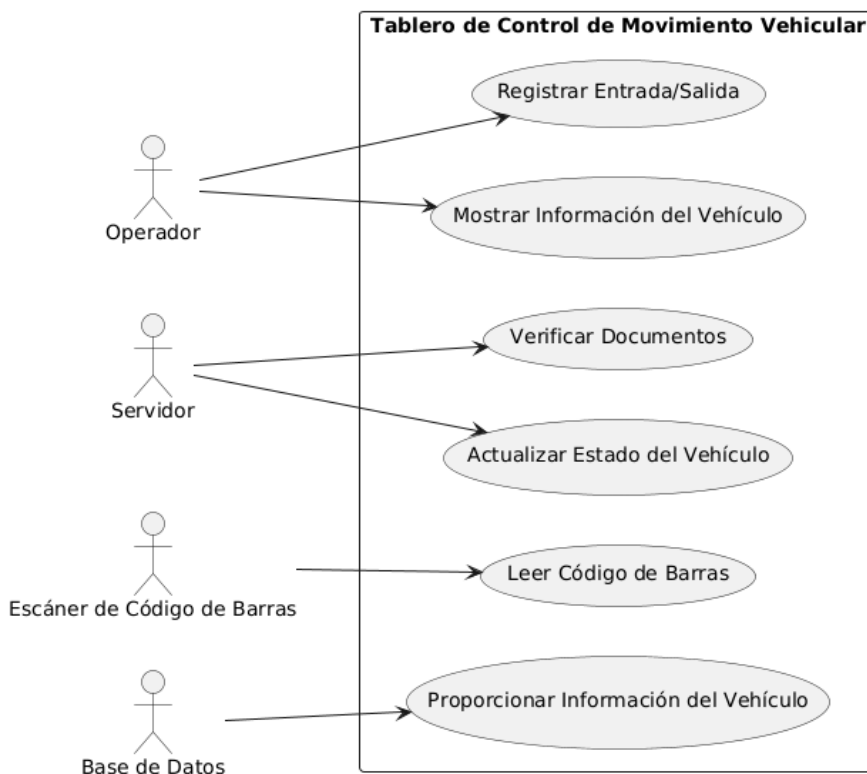 Tablero de Control de Movimiento Vehicular
Registrar Entrada/Salida
Mostrar Información del Vehículo
Operador
Verificar Documentos
Servidor
Actualizar Estado del Vehículo
Leer Código de Barras
Escáner de Código de Barras
Proporcionar Información del Vehículo
Base de Datos